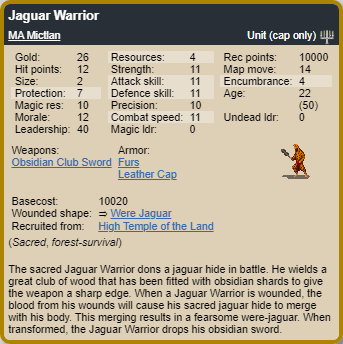 Jaguar Warrior
MA Mictlan Unit (cap only)
Gold: 26 Resources: 4 Rec points: 10000
Hit points: 12 Strength: 11 Map move: 14
Size: 2 Attack skill: 11 Encumbrance: 4
Protection: 7 Defence skill: 11 Age: 22
Magic res: 10 Precision: 10 (50)
Morale: 12 Combat speed: 11 Undead ldr: 0
Leadership: 40 Magic ldr: 0
Weapons: Armor:
Obsidian Club Sword Furs
Leather Cap
Basecost: 10020
Wounded shape: ⇒ Were Jaguar
Recruited from: High Temple of the Land
(Sacred, forest-survival)
The sacred Jaguar Warrior dons a jaguar hide in battle. He wields a
great club of wood that has been fitted with obsidian shards to give
the weapon a sharp edge. When a Jaguar Warrior is wounded, the
blood from his wounds will cause his sacred jaguar hide to merge
with his body. This merging results in a fearsome were-jaguar. When
transformed, the Jaguar Warrior drops his obsidian sword.